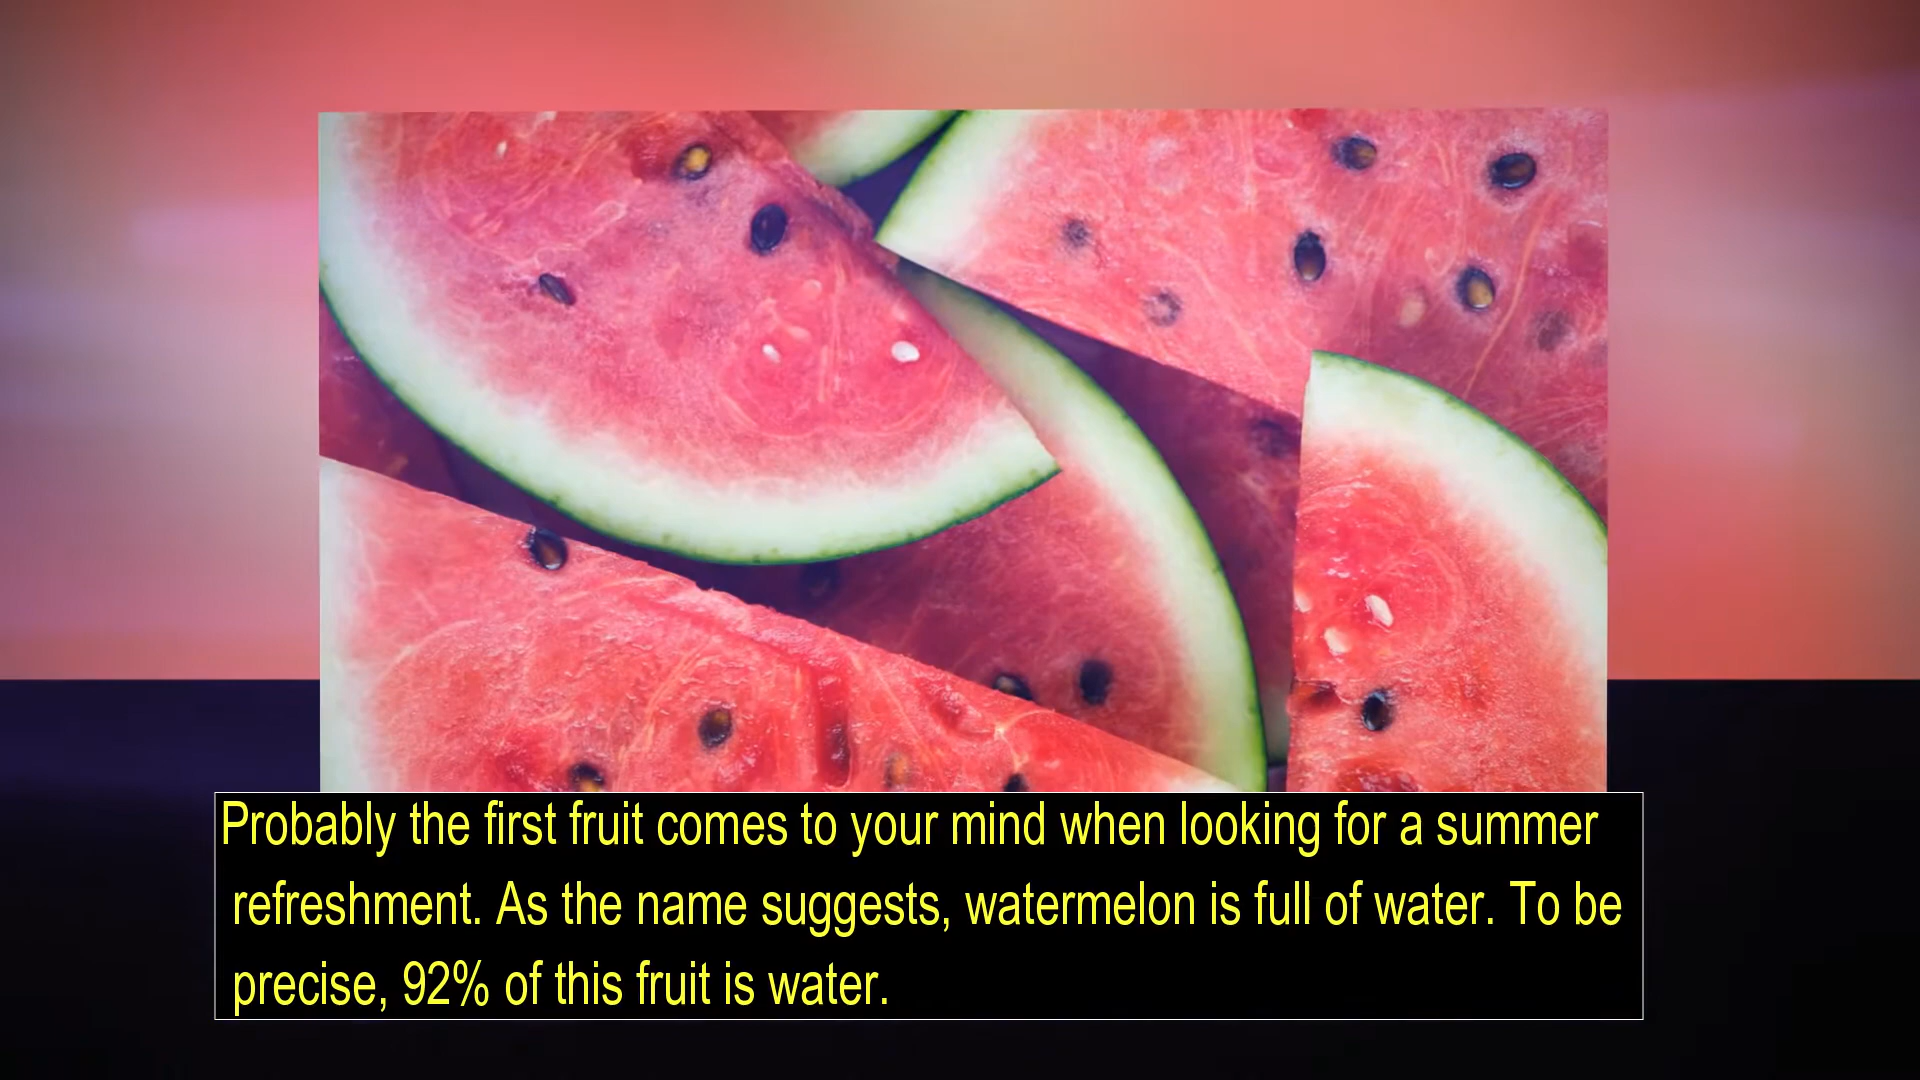 Probably the first fruit comes to your mind when looking for a summer
refreshment. As the name suggests, watermelon is full of water. To be
precise, 92% of this fruit is water.